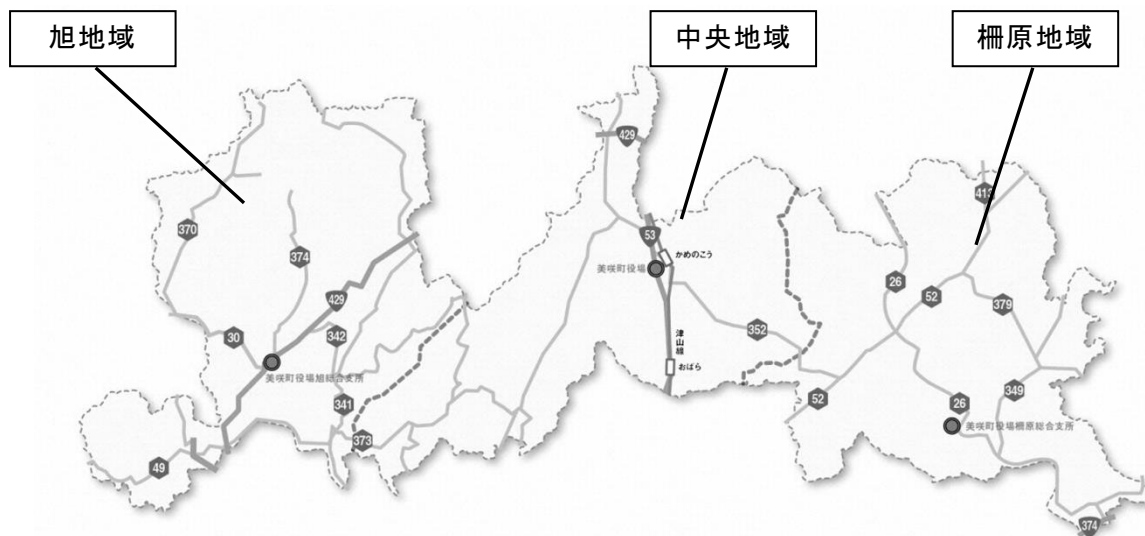 旭地域
中央地域
柵原地域
429
413
370
53
かめのこう
374
美咲町役場
26
52
379
429
352
30
342
津山線
おばら
美咲町役場旭総合支所
341
52
26
349
373
美咲町役場柵原総合支所
49
374